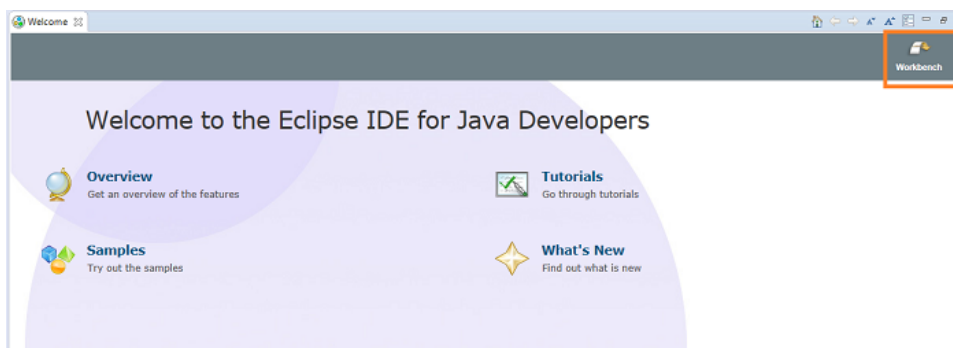 Welcome
Workbench
Welcome to the Eclipse IDE for Java Developers
Overview
Get an overview of the features
Tutorials
Go through tutorials
Samples
Try out the samples
What's New
Find out what is new